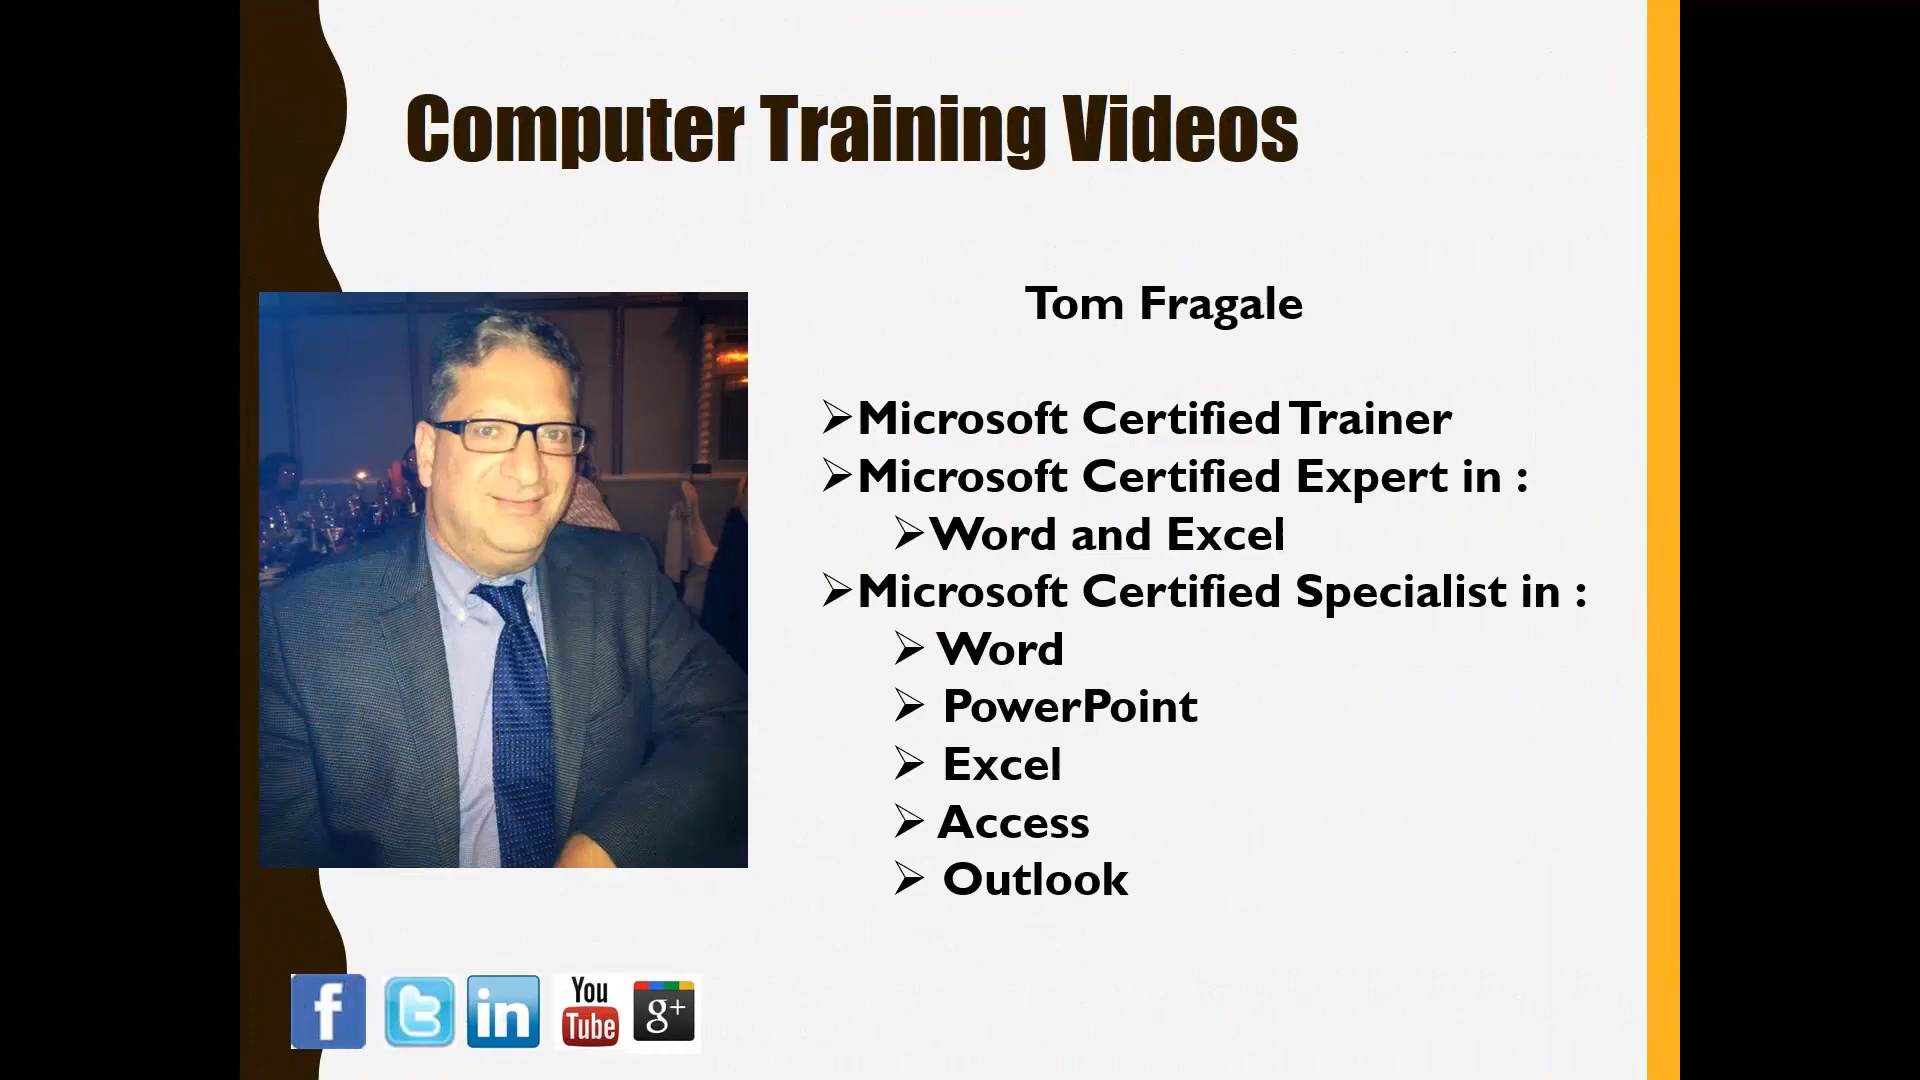 Computer Training Videos
Tom Fragale
➢Microsoft Certified Trainer
➢Microsoft Certified Expert in :
➢Word and Excel
➢Microsoft Certified Specialist in :
➢ Word
➢ PowerPoint
➢ Excel
➢ Access
➢ Outlook
f t in You Tube g+